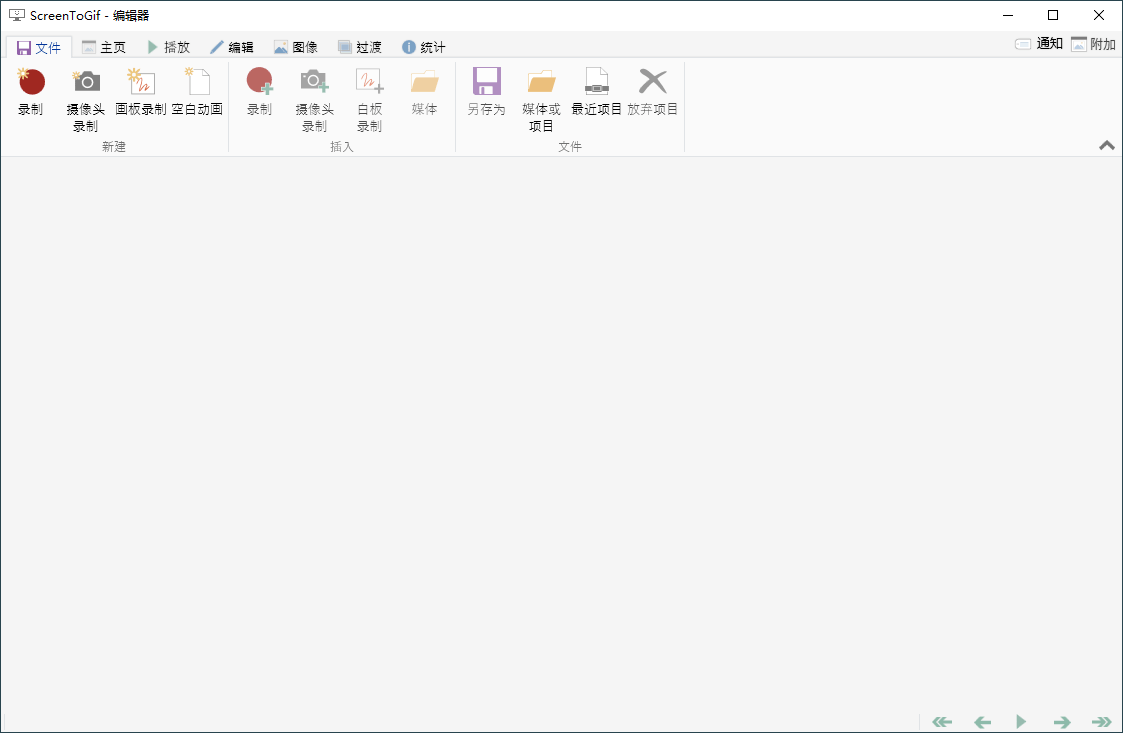 ScreenToGif - 编辑器
文件 主页 播放 编辑 图像 过渡 统计 通知 附加
录制 摄像头录制 画板录制 空白动画 录制 摄像头录制 白板录制 媒体 另存为 媒体或项目 最近项目 放弃项目
新建 插入 文件